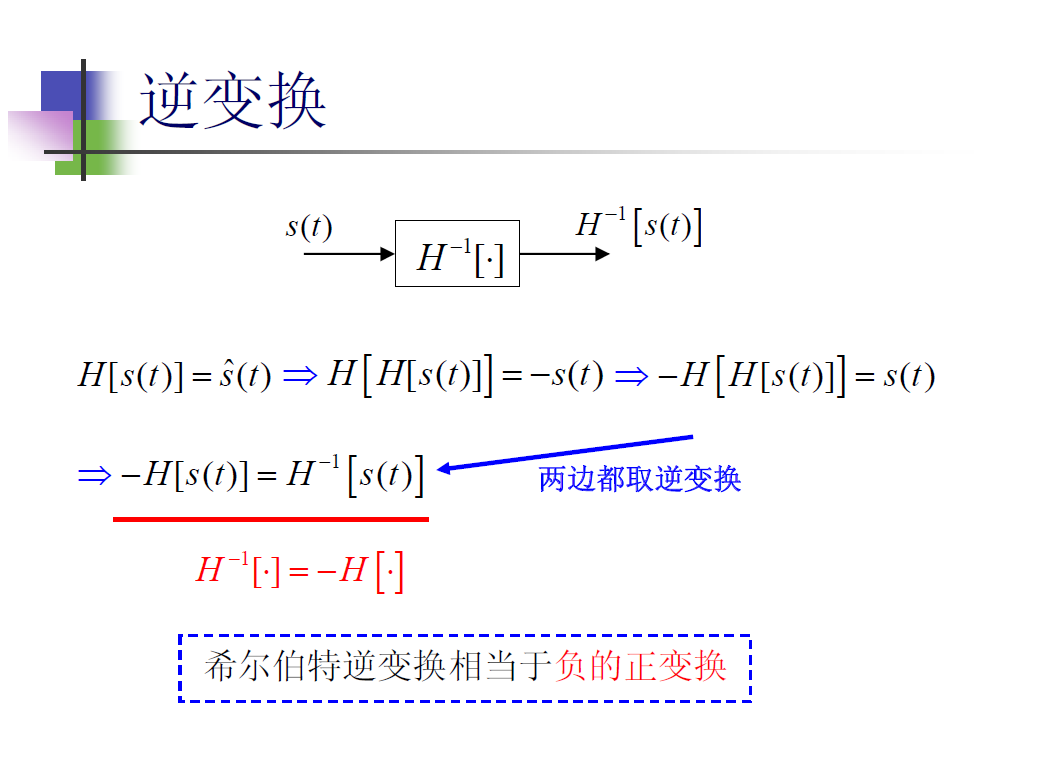 逆变换
s(t)
H⁻¹[·]
H⁻¹[s(t)]
H[s(t)] = ŝ(t) ⇒ H[H[s(t)]] = −s(t) ⇒ −H[H[s(t)]] = s(t)
⇒ −H[s(t)] = H⁻¹[s(t)]
两边都取逆变换
H⁻¹[·] = −H[·]
希尔伯特逆变换相当于负的正变换